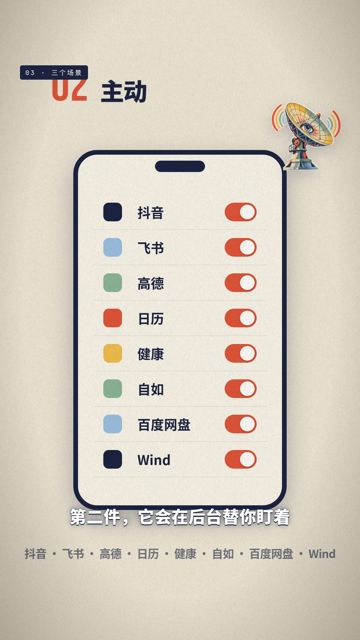 03 · 三个场景
02 主动
抖音
飞书
高德
日历
健康
自如
百度网盘
Wind
第二件，它会在后台替你盯着
抖音 · 飞书 · 高德 · 日历 · 健康 · 自如 · 百度网盘 · Wind